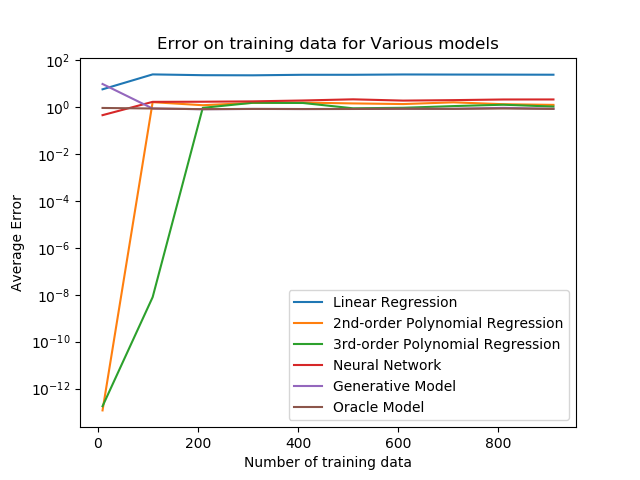 Error on training data for Various models
10^2
10^0
10^−2
10^−4
10^−6
10^−8
10^−10
10^−12
Average Error
Linear Regression
2nd-order Polynomial Regression
3rd-order Polynomial Regression
Neural Network
Generative Model
Oracle Model
0 200 400 600 800
Number of training data